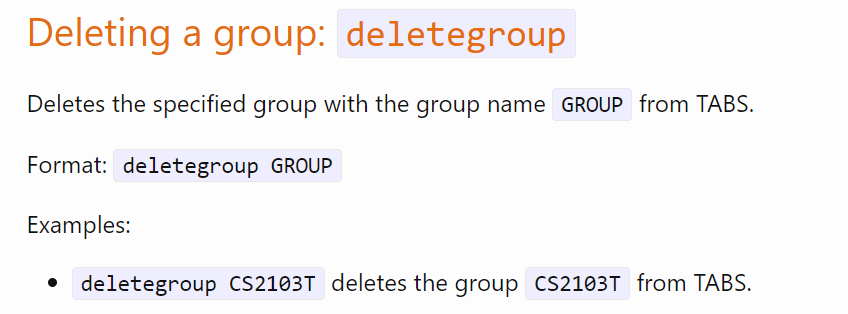 Deleting a group: deletegroup
Deletes the specified group with the group name GROUP from TABS.
Format: deletegroup GROUP
Examples:
• deletegroup CS2103T deletes the group CS2103T from TABS.